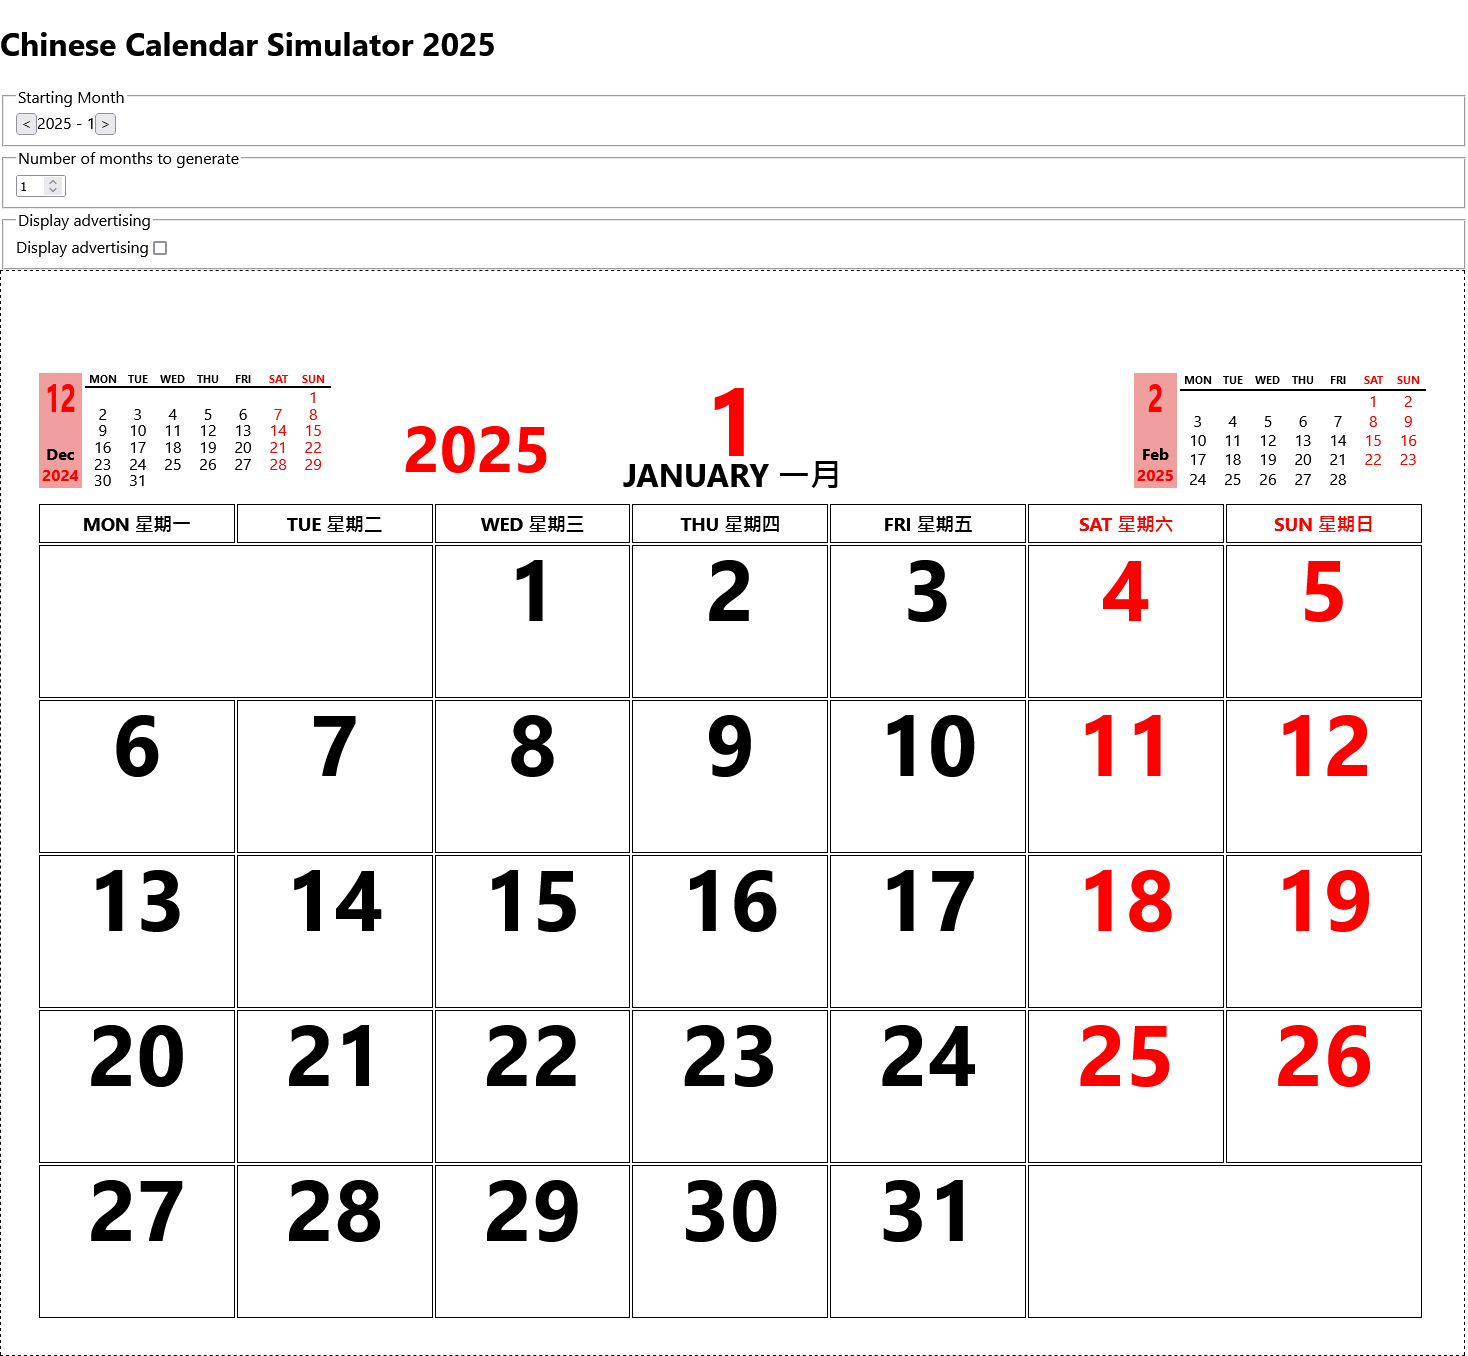 Chinese Calendar Simulator 2025
Starting Month
< 2025 - 1 >
Number of months to generate
1
Display advertising
Display advertising
12
Dec
2024
MON TUE WED THU FRI SAT SUN
1
2 3 4 5 6 7 8
9 10 11 12 13 14 15
16 17 18 19 20 21 22
23 24 25 26 27 28 29
30 31
2025
1
JANUARY 一月
2
Feb
2025
MON TUE WED THU FRI SAT SUN
1 2
3 4 5 6 7 8 9
10 11 12 13 14 15 16
17 18 19 20 21 22 23
24 25 26 27 28
MON 星期一 TUE 星期二 WED 星期三 THU 星期四 FRI 星期五 SAT 星期六 SUN 星期日
1 2 3 4 5
6 7 8 9 10 11 12
13 14 15 16 17 18 19
20 21 22 23 24 25 26
27 28 29 30 31